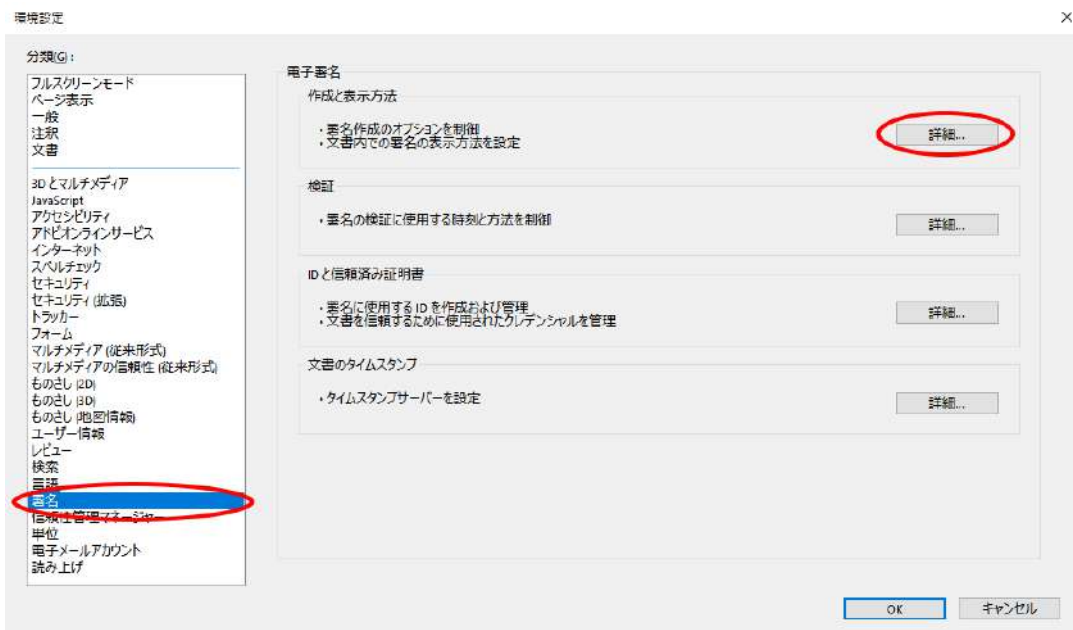 環境設定
分類(G):
フルスクリーンモード
ページ表示
一般
注釈
文書
3Dとマルチメディア
JavaScript
アクセシビリティ
アドビオンラインサービス
インターネット
スペルチェック
セキュリティ
セキュリティ (拡張)
トラッカー
フォーム
マルチメディア (従来形式)
マルチメディアの信頼性 (従来形式)
ものさし (2D)
ものさし (3D)
ものさし (地図情報)
ユーザー情報
レビュー
検索
言語
署名
信頼性管理マネージャー
単位
電子メールアカウント
読み上げ
電子署名
作成と表示方法
・署名作成のオプションを制御
・文書内での署名の表示方法を設定
詳細...
検証
・署名の検証に使用する時刻と方法を制御
詳細...
IDと信頼済み証明書
・署名に使用する ID を作成および管理
・文書を信頼するために使用されたクレデンシャルを管理
詳細...
文書のタイムスタンプ
・タイムスタンプサーバーを設定
詳細...
OK
キャンセル